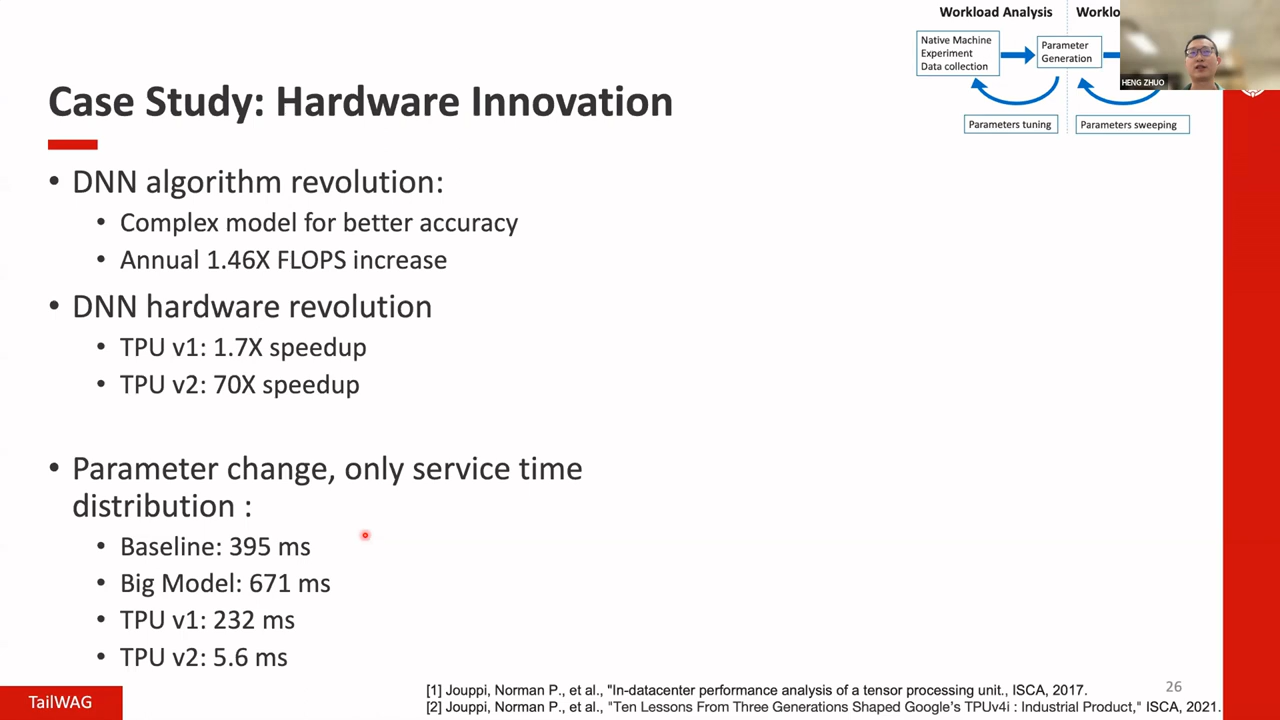 Workload Analysis
Worklo
Native Machine
Experiment
Data collection
Parameter
Generation
Parameters tuning
Parameters sweeping
HENG ZHUO
Case Study: Hardware Innovation
• DNN algorithm revolution:
• Complex model for better accuracy
• Annual 1.46X FLOPS increase
• DNN hardware revolution
• TPU v1: 1.7X speedup
• TPU v2: 70X speedup
• Parameter change, only service time
distribution :
• Baseline: 395 ms
• Big Model: 671 ms
• TPU v1: 232 ms
• TPU v2: 5.6 ms
TailWAG
[1] Jouppi, Norman P., et al., "In-datacenter performance analysis of a tensor processing unit., ISCA, 2017.
[2] Jouppi, Norman P., et al., "Ten Lessons From Three Generations Shaped Google's TPUv4i : Industrial Product," ISCA, 2021.
26